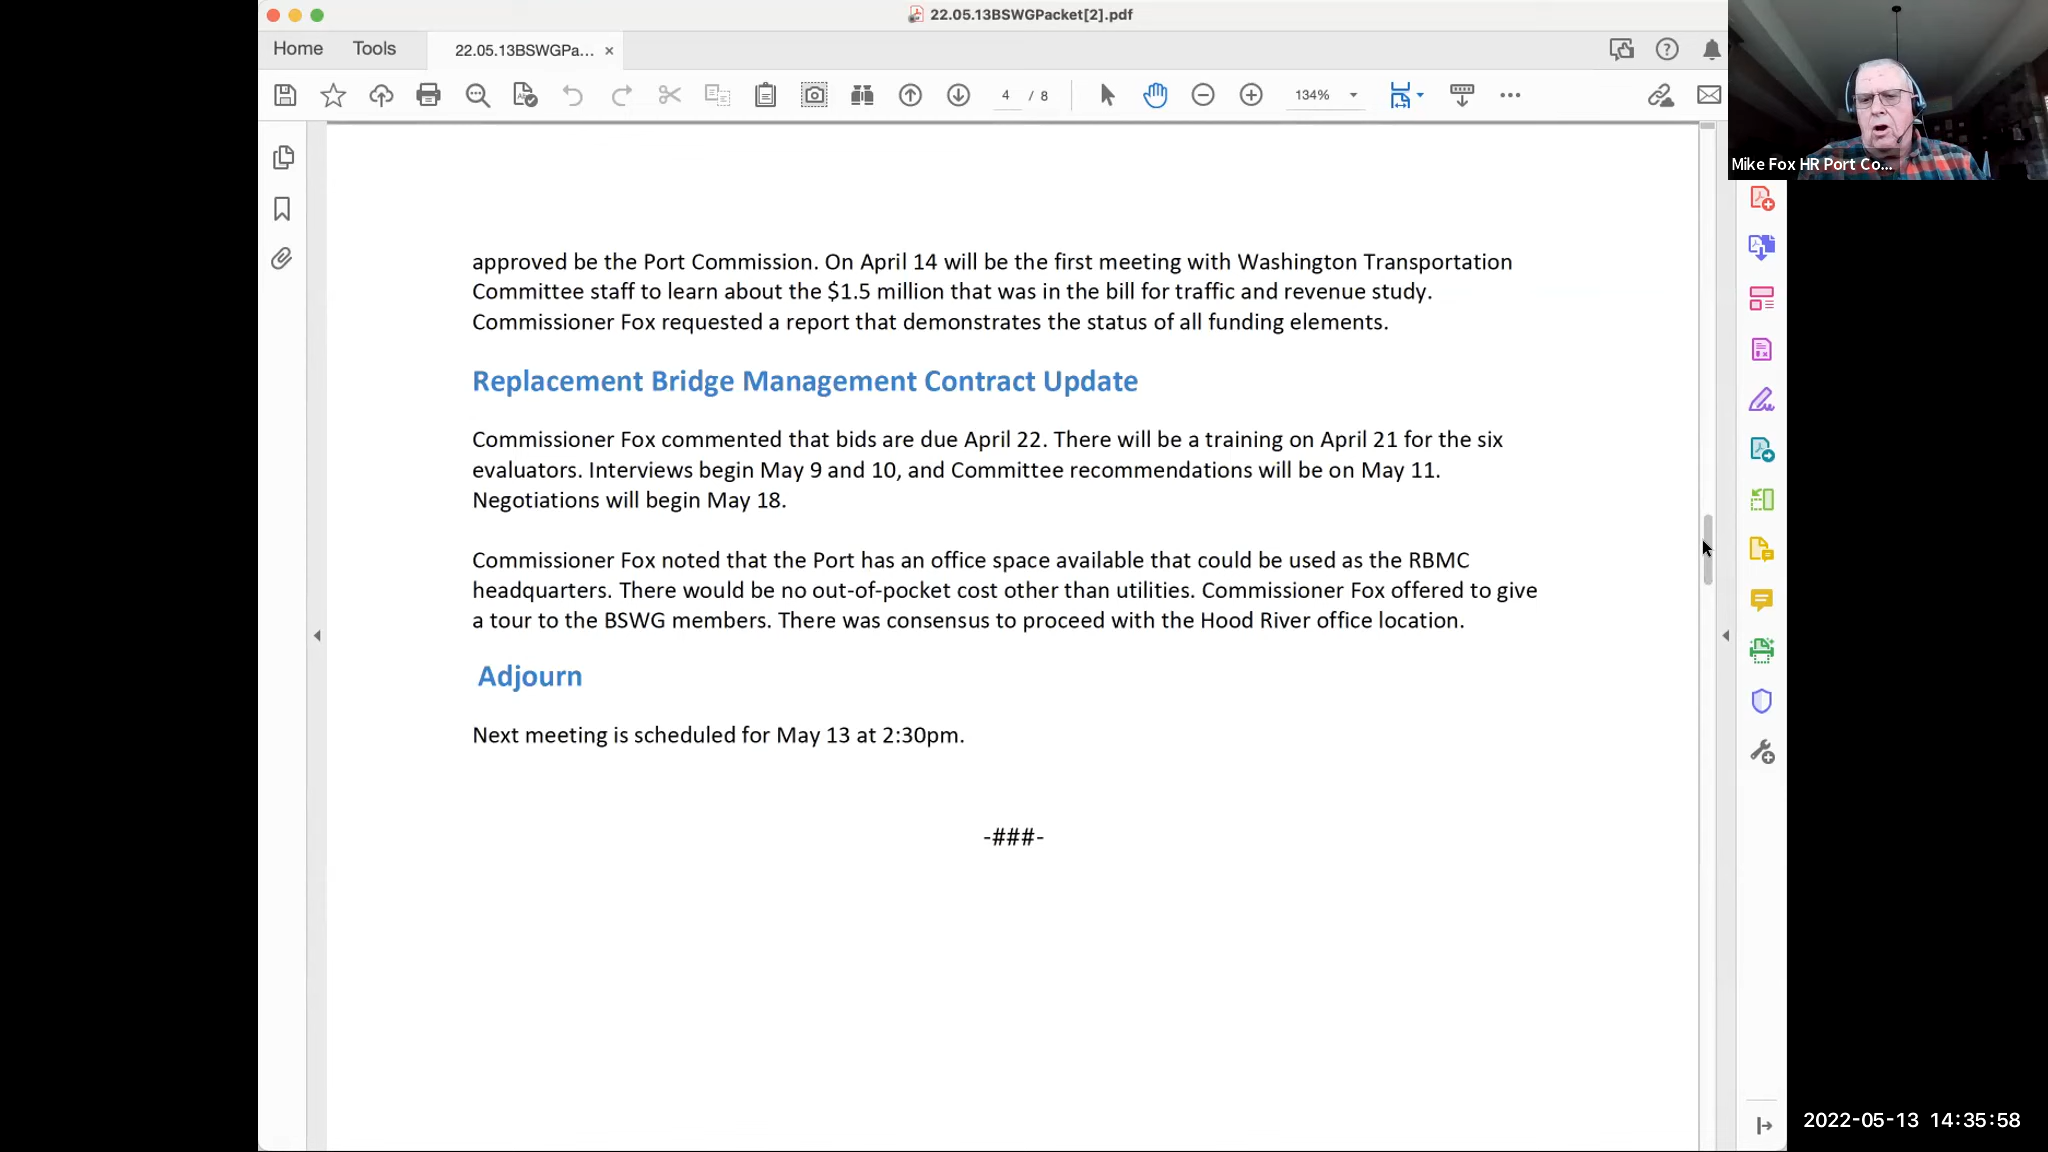 22.05.13BSWGPacket[2].pdf
Home
Tools
22.05.13BSWGPa...
4 / 8
134%
Mike Fox HR Port Co...
approved be the Port Commission. On April 14 will be the first meeting with Washington Transportation
Committee staff to learn about the $1.5 million that was in the bill for traffic and revenue study.
Commissioner Fox requested a report that demonstrates the status of all funding elements.
Replacement Bridge Management Contract Update
Commissioner Fox commented that bids are due April 22. There will be a training on April 21 for the six
evaluators. Interviews begin May 9 and 10, and Committee recommendations will be on May 11.
Negotiations will begin May 18.
Commissioner Fox noted that the Port has an office space available that could be used as the RBMC
headquarters. There would be no out-of-pocket cost other than utilities. Commissioner Fox offered to give
a tour to the BSWG members. There was consensus to proceed with the Hood River office location.
Adjourn
Next meeting is scheduled for May 13 at 2:30pm.
-###-
2022-05-13 14:35:58